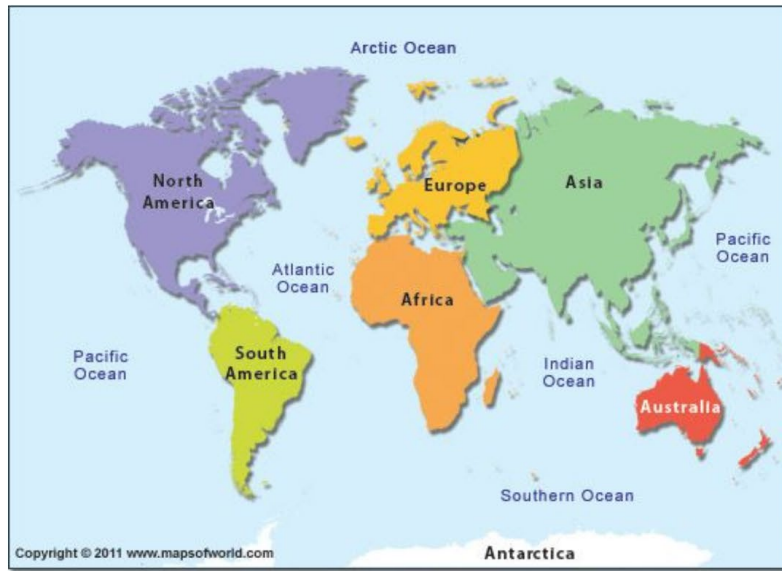 Arctic Ocean
North
America
Europe
Asia
Pacific
Ocean
Atlantic
Ocean
Africa
Pacific
Ocean
South
America
Indian
Ocean
Australia
Southern Ocean
Copyright © 2011 www.mapsofworld.com
Antarctica